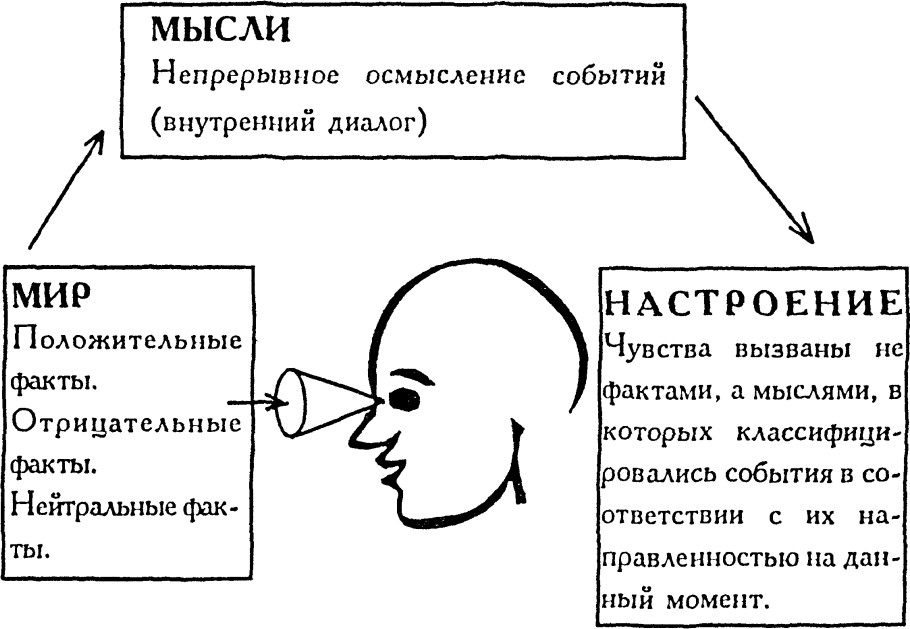 МЫСЛИ
Непрерывное осмысление событий
(внутренний диалог)
МИР
Положительные
факты.
Отрицательные
факты.
Нейтральные фак-
ты.
НАСТРОЕНИЕ
Чувства вызваны не
фактами, а мыслями, в
которых классифици-
ровались события в со-
ответствии с их на-
правленностью на дан-
ный момент.